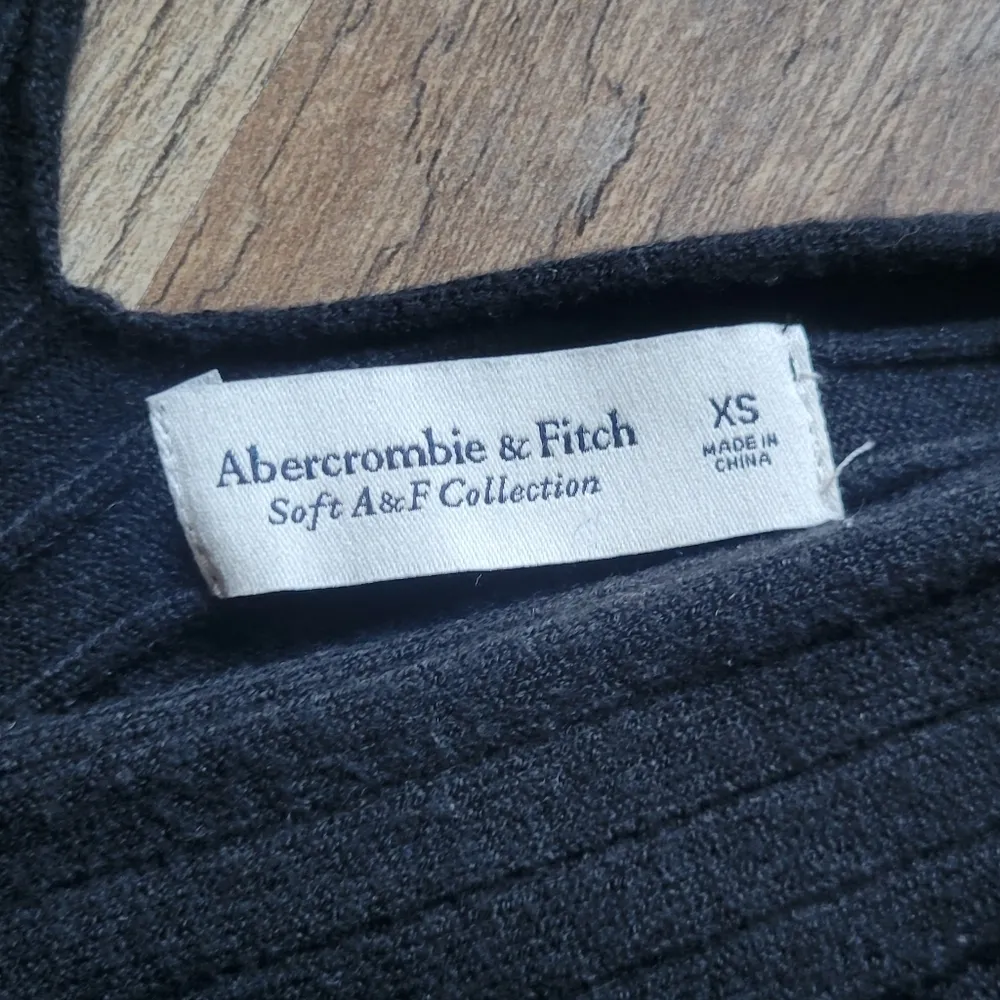 Abercrombie & Fitch
Soft A&F Collection
XS
MADE IN
CHINA